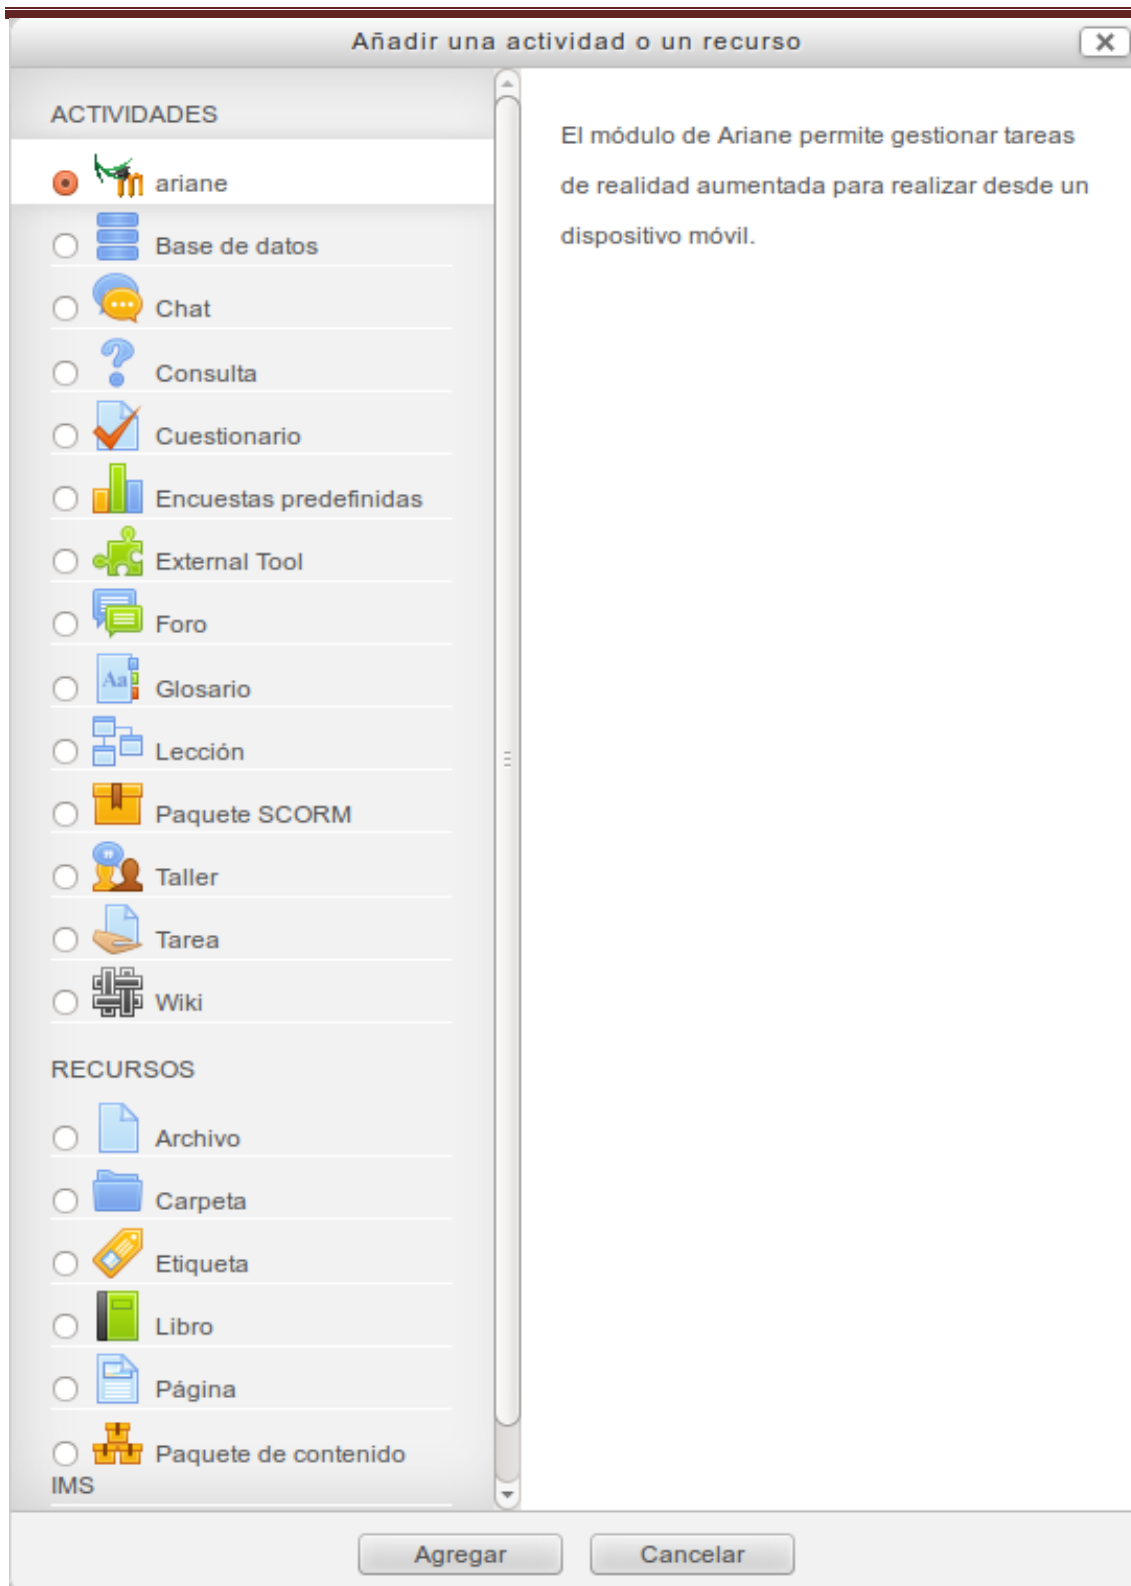 Añadir una actividad o un recurso
ACTIVIDADES
ariane
Base de datos
Chat
Consulta
Cuestionario
Encuestas predefinidas
External Tool
Foro
Aa
Glosario
Lección
Paquete SCORM
Taller
Tarea
Wiki
RECURSOS
Archivo
Carpeta
Etiqueta
Libro
Página
Paquete de contenido
IMS
El módulo de Ariane permite gestionar tareas
de realidad aumentada para realizar desde un
dispositivo móvil.
Agregar
Cancelar